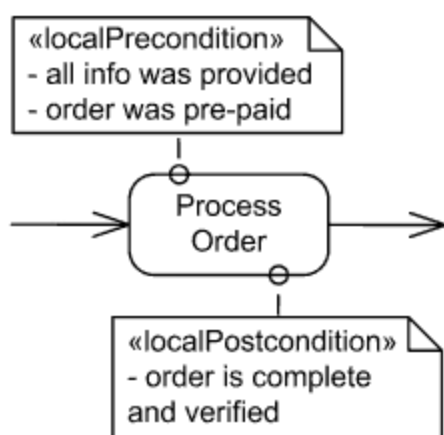 «localPrecondition»
- all info was provided
- order was pre-paid
Process
Order
«localPostcondition»
- order is complete
and verified